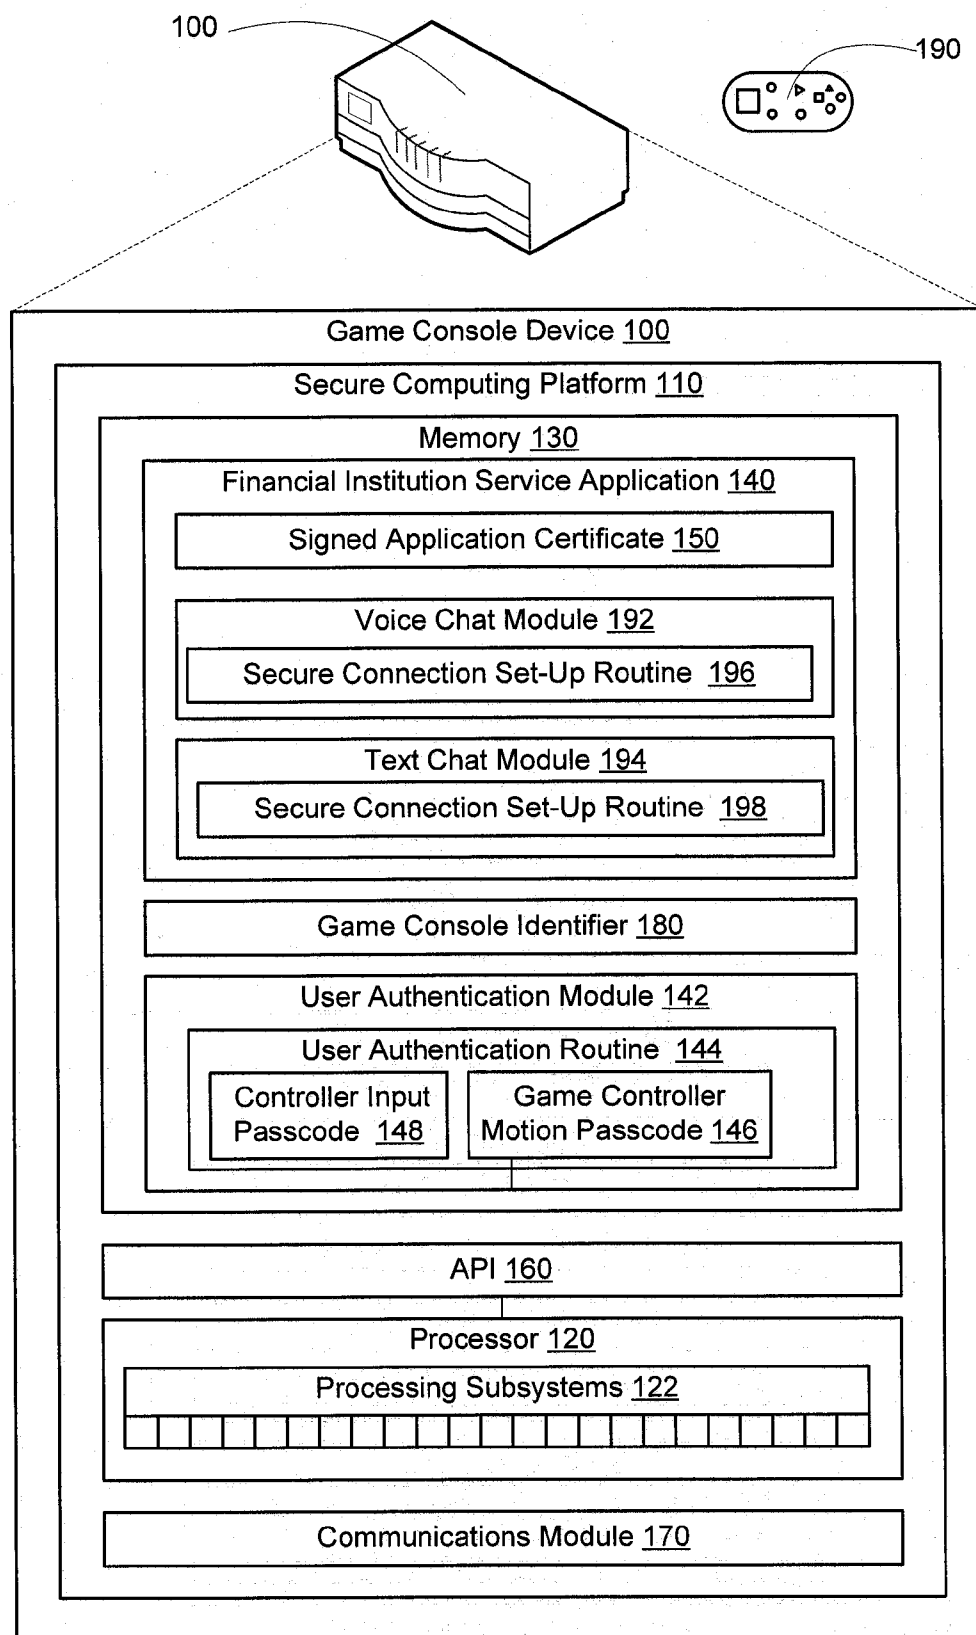 100
190
Game Console Device 100
Secure Computing Platform 110
Memory 130
Financial Institution Service Application 140
Signed Application Certificate 150
Voice Chat Module 192
Secure Connection Set-Up Routine 196
Text Chat Module 194
Secure Connection Set-Up Routine 198
Game Console Identifier 180
User Authentication Module 142
User Authentication Routine 144
Controller Input
Passcode 148
Game Controller
Motion Passcode 146
API 160
Processor 120
Processing Subsystems 122
Communications Module 170